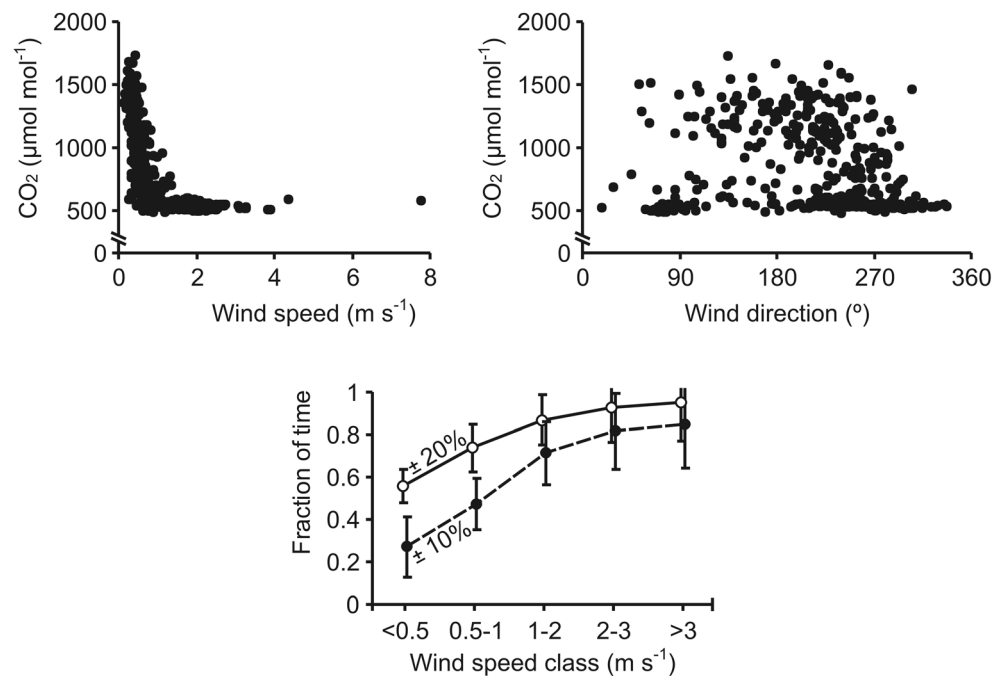 2000
1500
1000
500
0
CO₂ (µmol mol⁻¹)
0 2 4 6 8
Wind speed (m s⁻¹)
2000
1500
1000
500
0
CO₂ (µmol mol⁻¹)
0 90 180 270 360
Wind direction (º)
1
0.8
0.6
0.4
0.2
0
Fraction of time
± 20%
± 10%
<0.5 0.5-1 1-2 2-3 >3
Wind speed class (m s⁻¹)